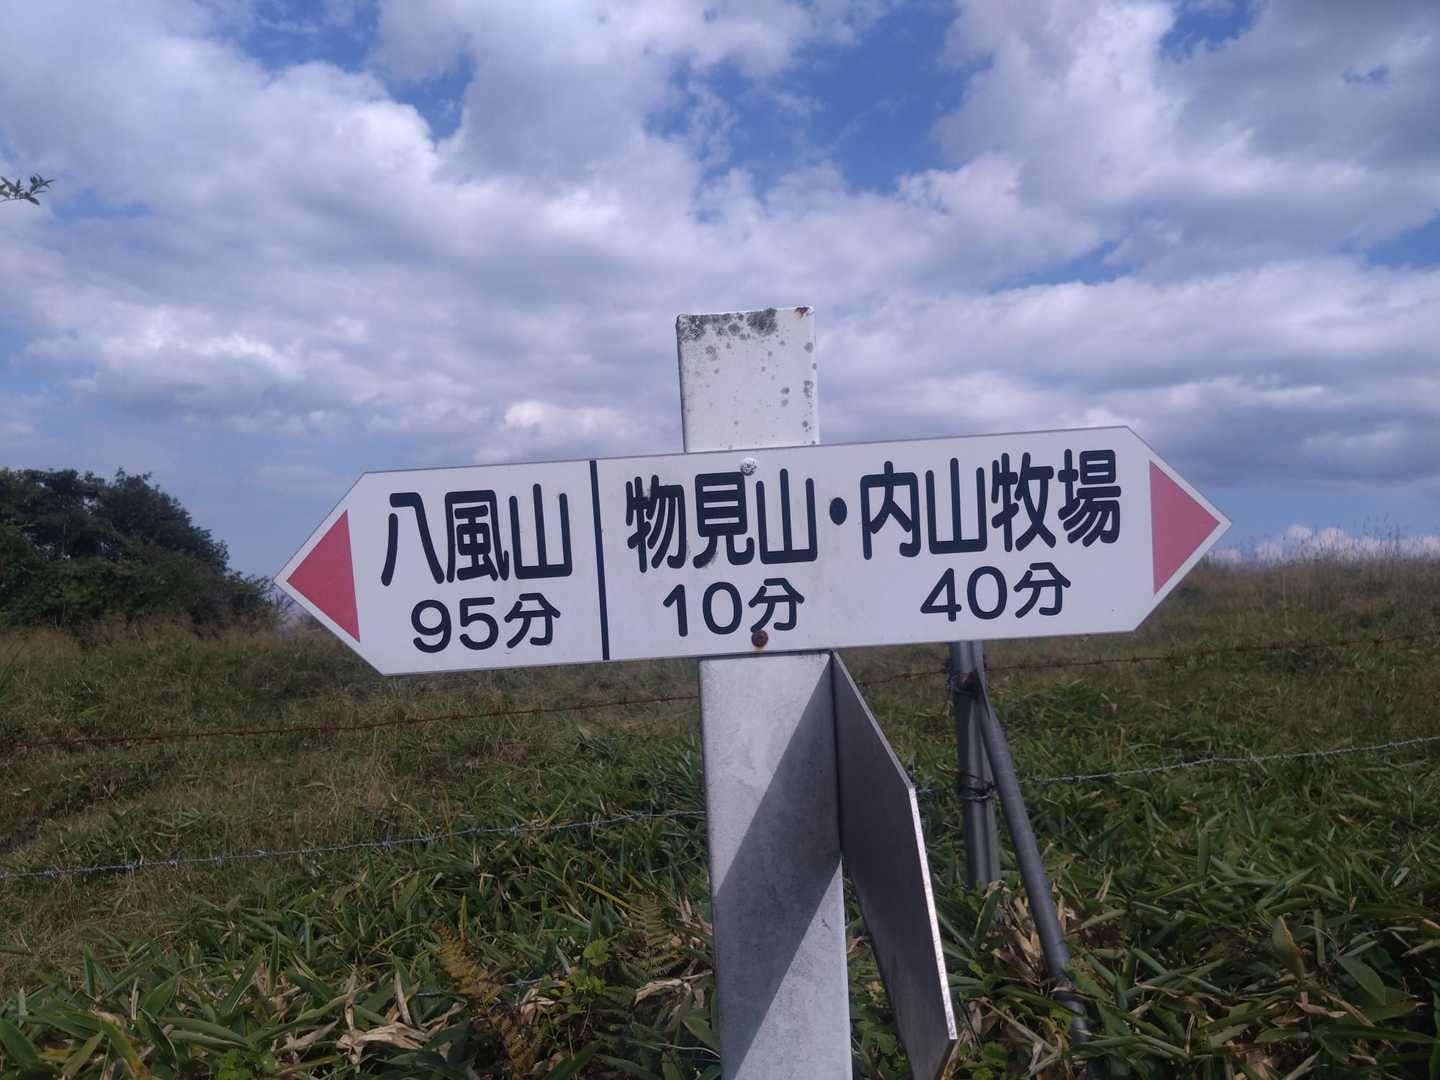 八風山
95分
物見山・内山牧場
10分 40分